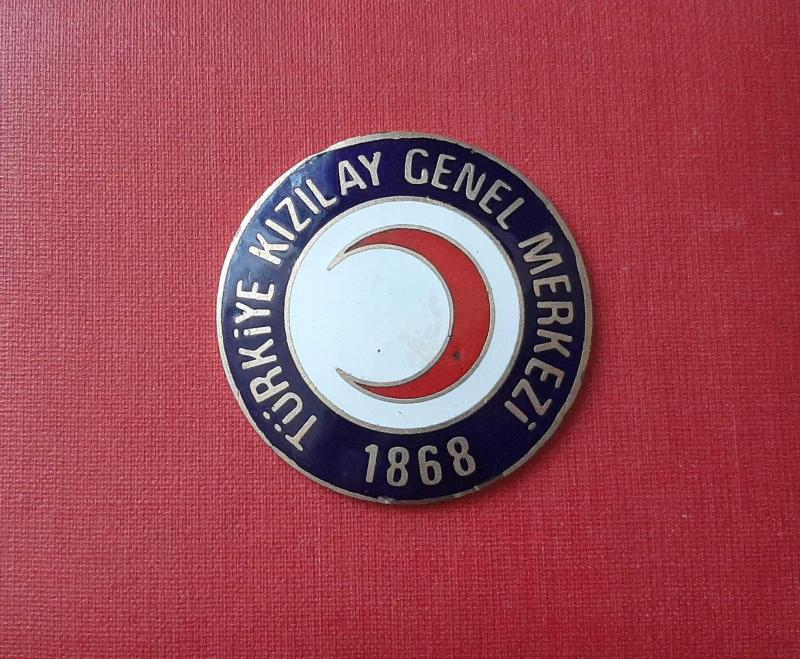 TÜRKİYE KIZILAY GENEL MERKEZİ
1868